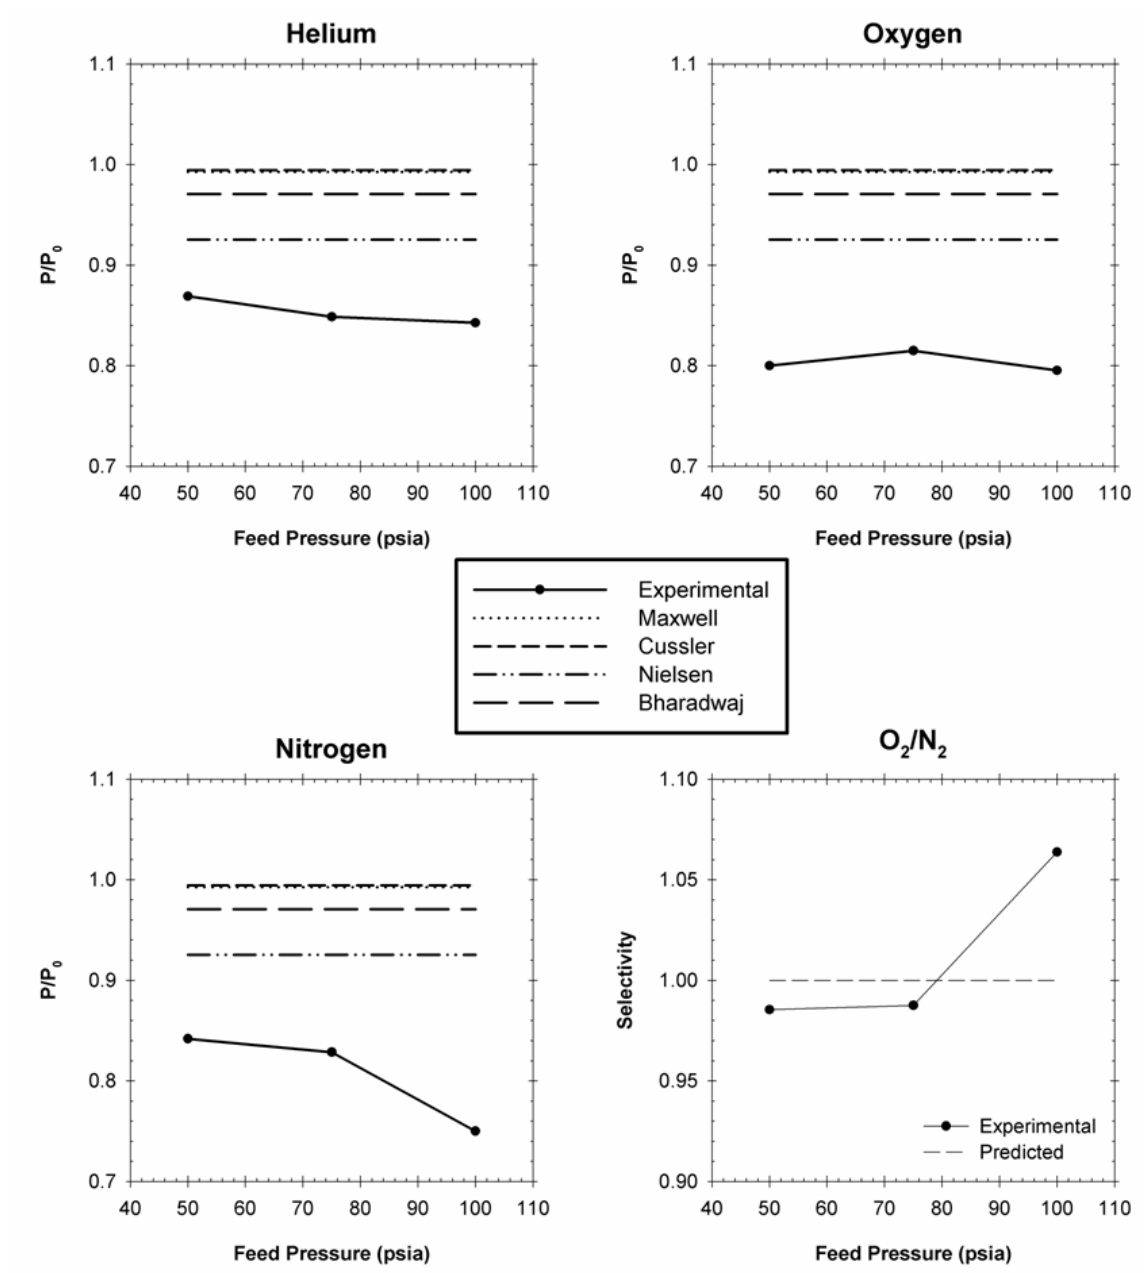 Helium
1.1
1.0
0.9
0.8
0.7
P/P0
40 50 60 70 80 90 100 110
Feed Pressure (psia)
Oxygen
1.1
1.0
0.9
0.8
0.7
P/P0
40 50 60 70 80 90 100 110
Feed Pressure (psia)
Experimental
Maxwell
Cussler
Nielsen
Bharadwaj
Nitrogen
1.1
1.0
0.9
0.8
0.7
P/P0
40 50 60 70 80 90 100 110
Feed Pressure (psia)
O2/N2
1.10
1.05
1.00
0.95
0.90
Selectivity
Experimental
Predicted
40 50 60 70 80 90 100 110
Feed Pressure (psia)